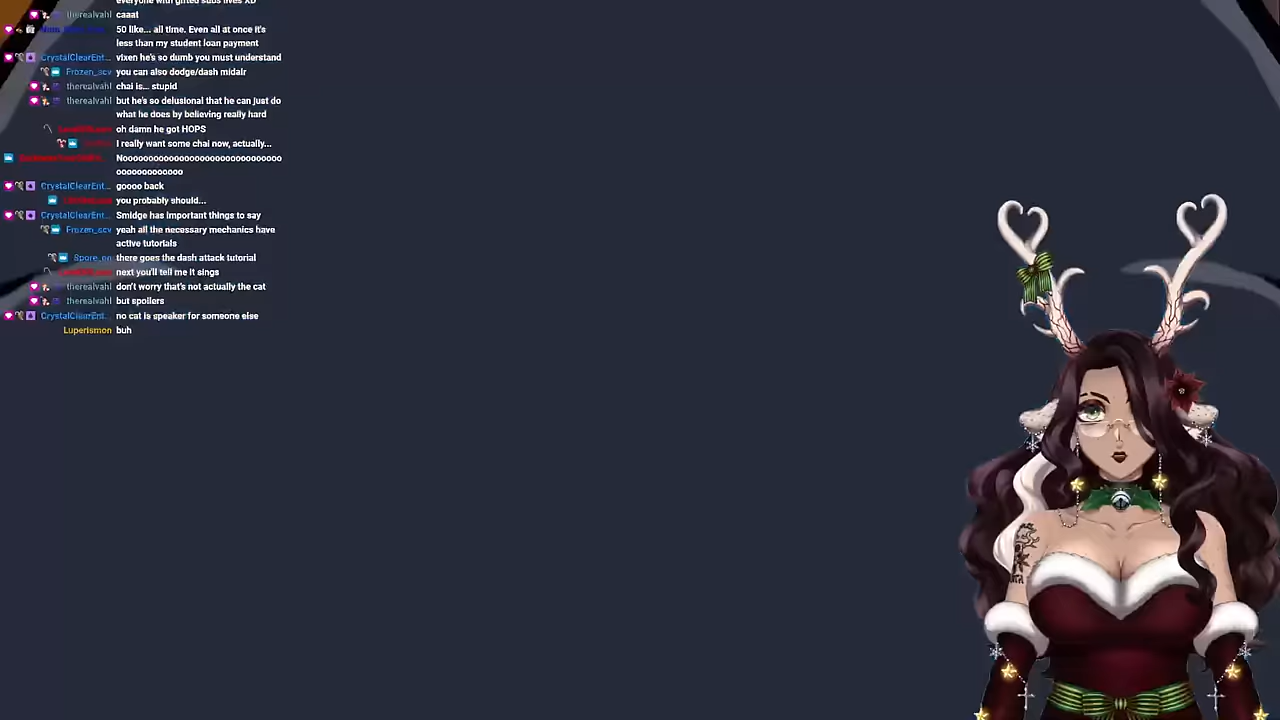 everyone with gifted subs lives XD
therealvahl caaat
50 like... all time. Even all at once it's
less than my student loan payment
CrystalClearEnt... vixen he's so dumb you must understand
Frozen_scv you can also dodge/dash midair
therealvahl chai is... stupid
therealvahl but he's so delusional that he can just do
what he does by believing really hard
oh damn he got HOPS
I really want some chai now, actually...
Nooooooooooooooooooooooooooooooo
ooooooooooooo
CrystalClearEnt... goooo back
you probably should...
CrystalClearEnt... Smidge has important things to say
Frozen_scv yeah all the necessary mechanics have
active tutorials
Spore_en there goes the dash attack tutorial
next you'll tell me it sings
therealvahl don't worry that's not actually the cat
therealvahl but spoilers
CrystalClearEnt... no cat is speaker for someone else
Luperismon buh